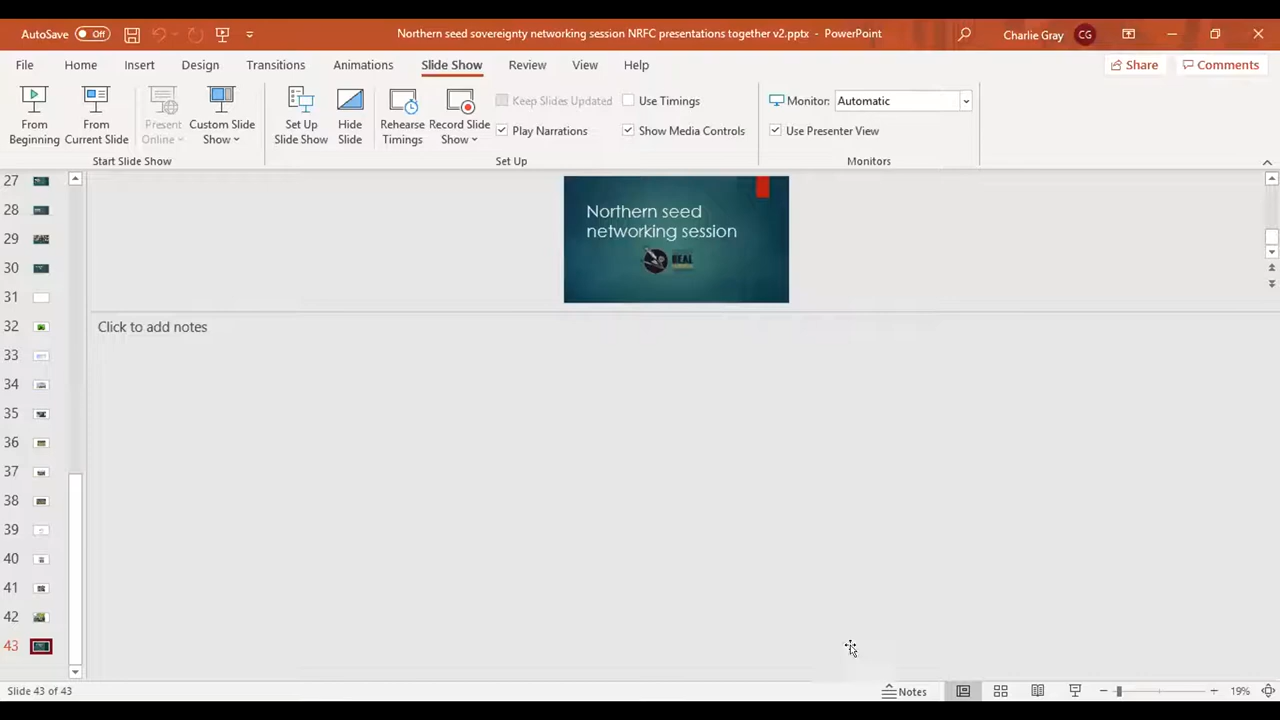 AutoSave Off Northern seed sovereignty networking session NRFC presentations together v2.pptx - PowerPoint Charlie Gray CG
File Home Insert Design Transitions Animations Slide Show Review View Help Share Comments
From Beginning
From Current Slide
Present Online
Custom Slide Show
Set Up Slide Show
Hide Slide
Rehearse Timings
Record Slide Show
Keep Slides Updated
Use Timings
Play Narrations
Show Media Controls
Monitor: Automatic
Use Presenter View
Start Slide Show Set Up Monitors
27
28
29
30
31
32
33
34
35
36
37
38
39
40
41
42
43
Northern seed
networking session
REAL
Click to add notes
Slide 43 of 43 Notes 19%